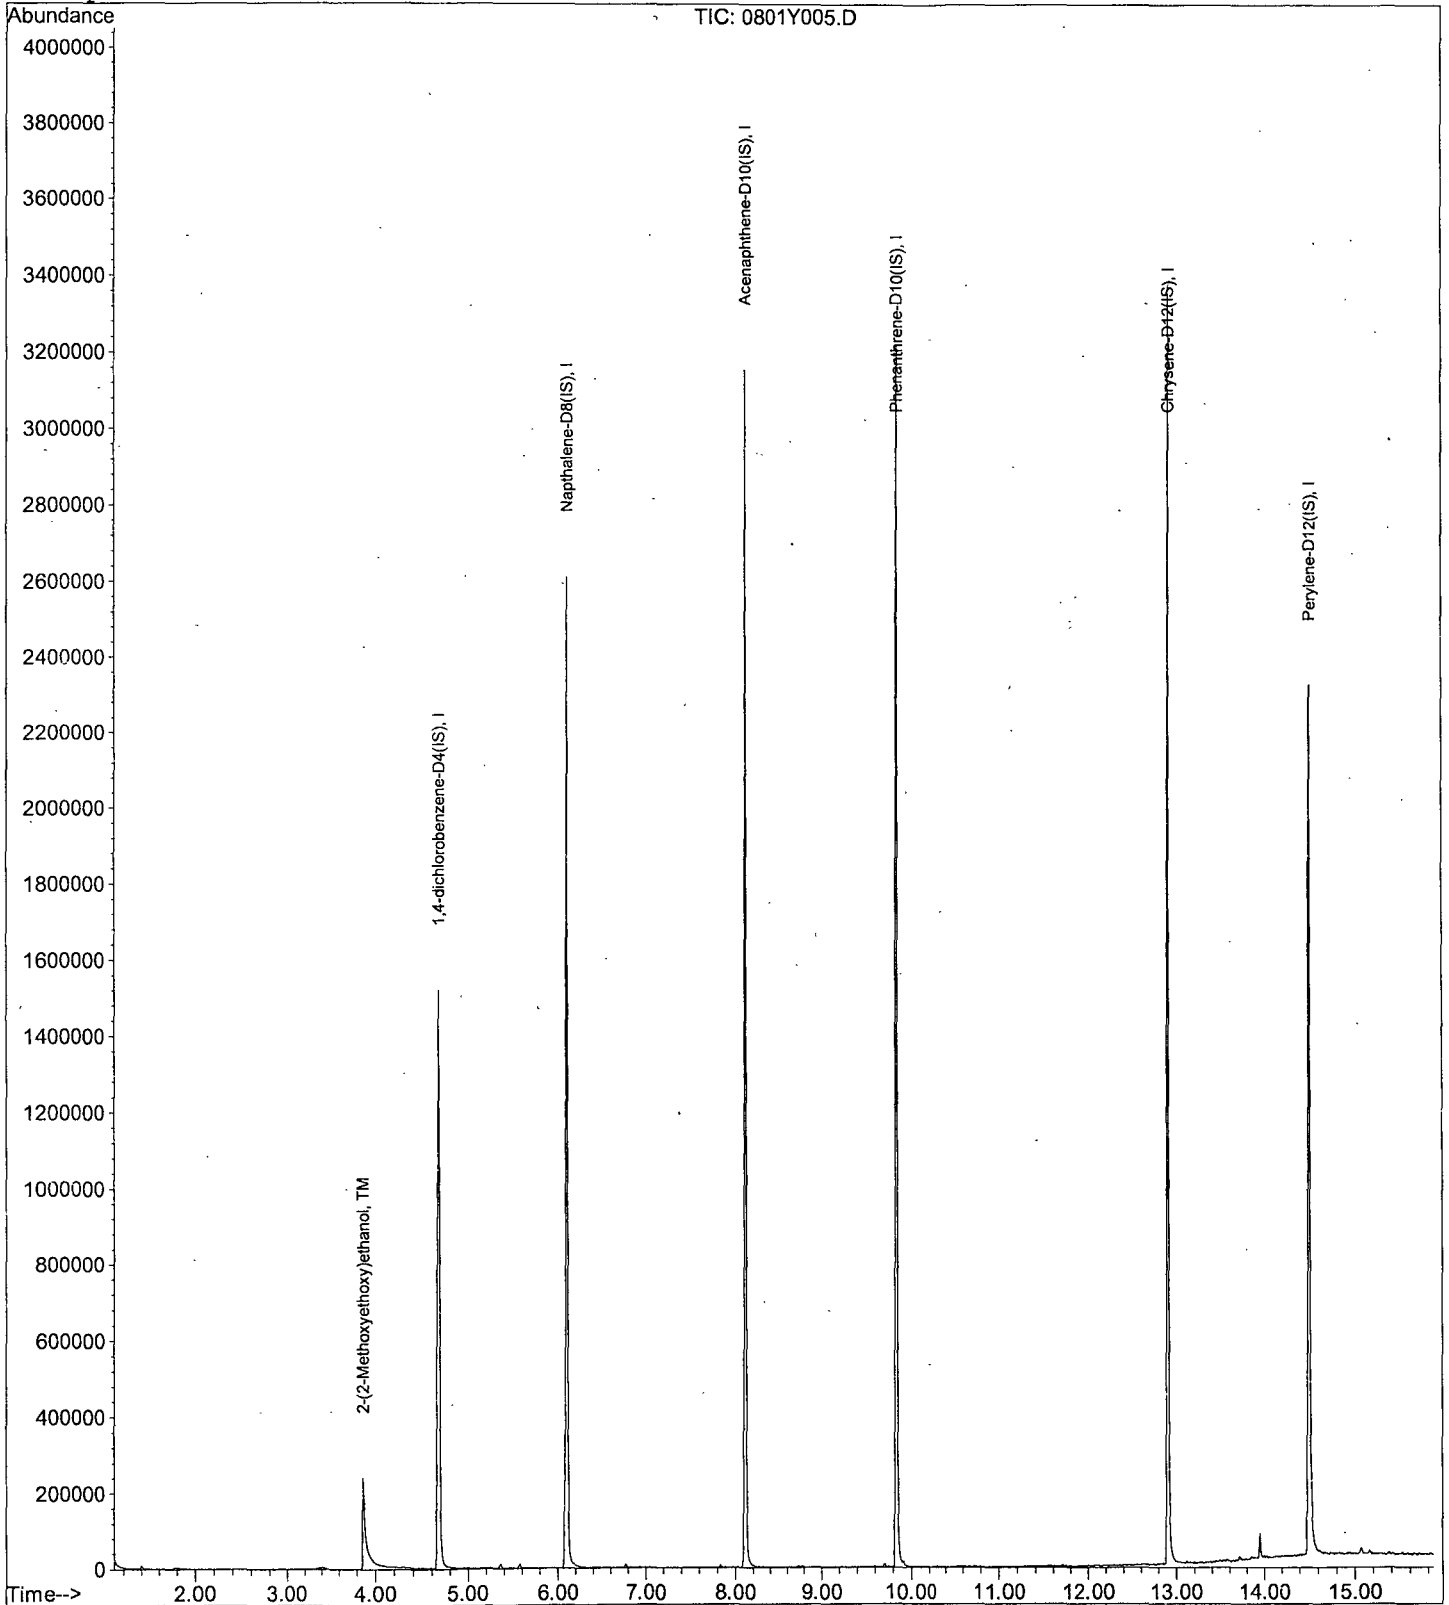 Abundance
TIC: 0801Y005.D
4000000
3800000
3600000
3400000
3200000
3000000
2800000
2600000
2400000
2200000
2000000
1800000
1600000
1400000
1200000
1000000
800000
600000
400000
200000
0
2-(2-Methoxyethoxy)ethanol, TM
1,4-dichlorobenzene-D4(IS), I
Napthalene-D8(IS), I
Acenaphthene-D10(IS), I
Phenanthrene-D10(IS), I
Chrysene-D12(IS), I
Perylene-D12(IS), I
Time--> 2.00 3.00 4.00 5.00 6.00 7.00 8.00 9.00 10.00 11.00 12.00 13.00 14.00 15.00